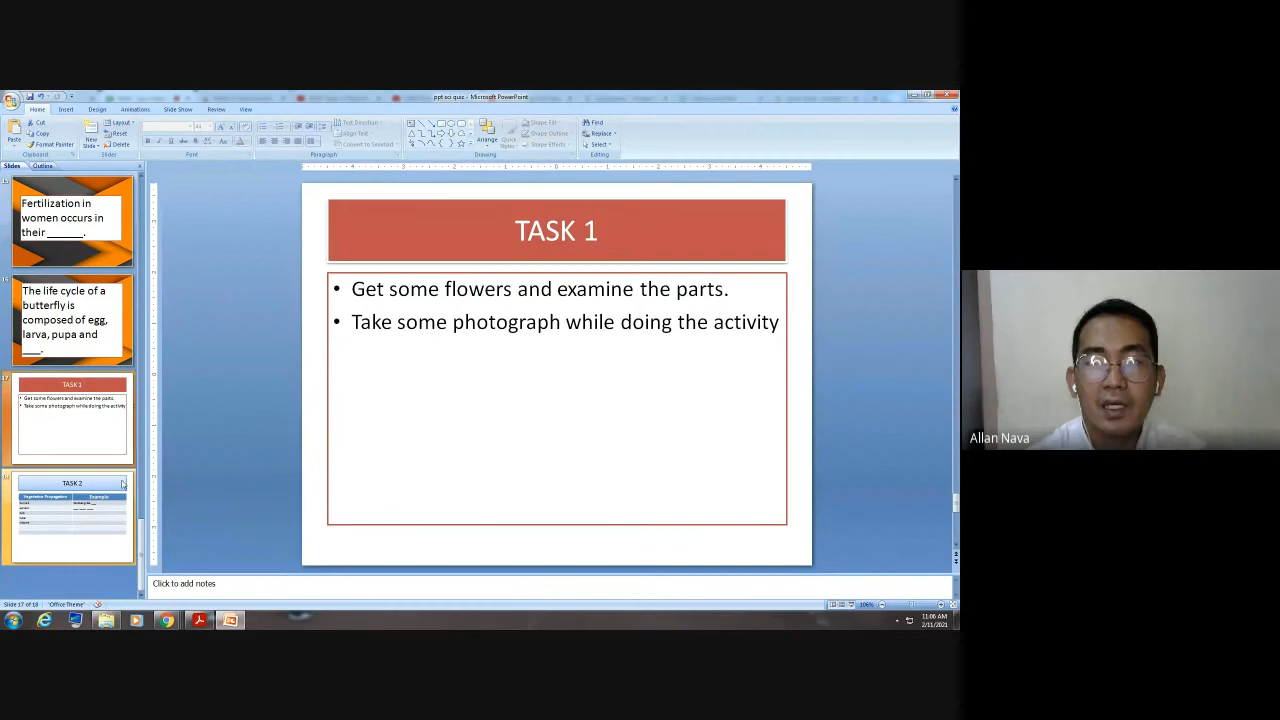 ppt sci quiz - Microsoft PowerPoint
Home Insert Design Animations Slide Show Review View
Cut
Copy
Format Painter
Paste
Clipboard
New
Slide
Layout
Reset
Delete
Slides
Font
Text Direction
Align Text
Convert to SmartArt
Paragraph
Arrange
Quick
Styles
Shape Fill
Shape Outline
Shape Effects
Drawing
Find
Replace
Select
Editing
Slides Outline
Fertilization in
women occurs in
their ______.
16
The life cycle of a
butterfly is
composed of egg,
larva, pupa and
___.
17
TASK 1
Get some flowers and examine the parts.
Take some photograph while doing the activity
TASK 2
Vegetative Propagation Example
TASK 1
• Get some flowers and examine the parts.
• Take some photograph while doing the activity
Click to add notes
Slide 17 of 18 "Office Theme" 106%
11:06 AM
2/11/2021
Allan Nava